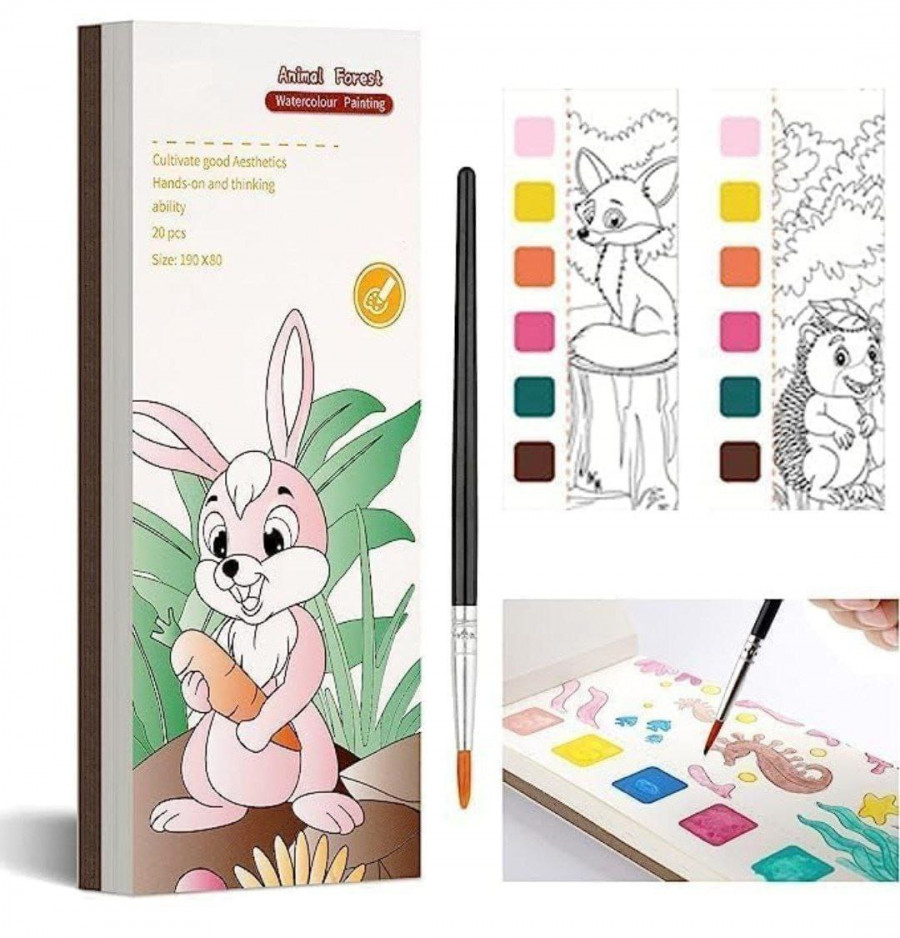 Animal Forest
Watercolour Painting
Cultivate good Aesthetics
Hands-on and thinking
ability
20 pcs
Size: 190 X80